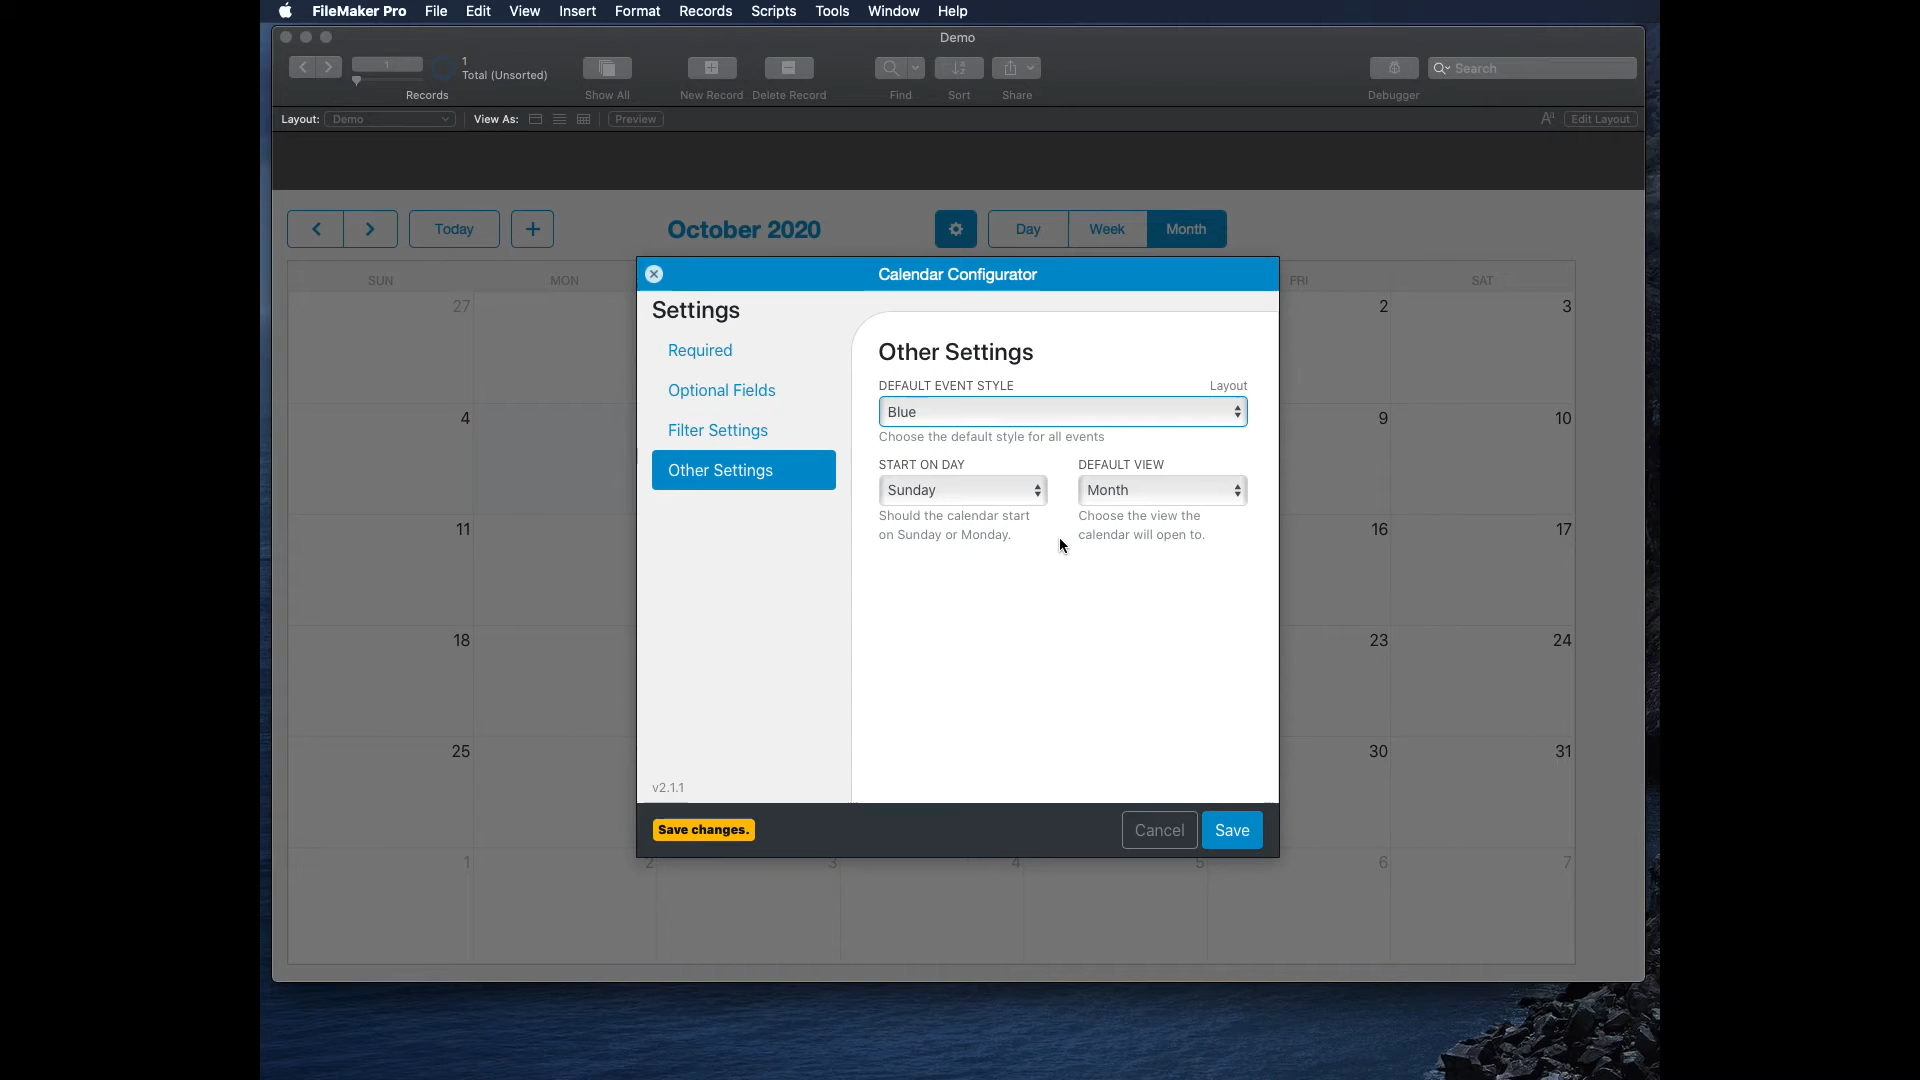 FileMaker Pro File Edit View Insert Format Records Scripts Tools Window Help
Demo
1
1
Total (Unsorted)
Search
Records
Show All
New Record
Delete Record
Find
Sort
Share
Debugger
Layout: Demo
View As:
Preview
Edit Layout
Today
October 2020
Day
Week
Month
SUN
MON
FRI
SAT
27
2
3
4
9
10
11
16
17
18
23
24
25
30
31
1
2
3
4
5
6
7
Calendar Configurator
Settings
Required
Optional Fields
Filter Settings
Other Settings
v2.1.1
Other Settings
DEFAULT EVENT STYLE
Layout
Blue
Choose the default style for all events
START ON DAY
Sunday
Should the calendar start
on Sunday or Monday.
DEFAULT VIEW
Month
Choose the view the
calendar will open to.
Save changes.
Cancel
Save